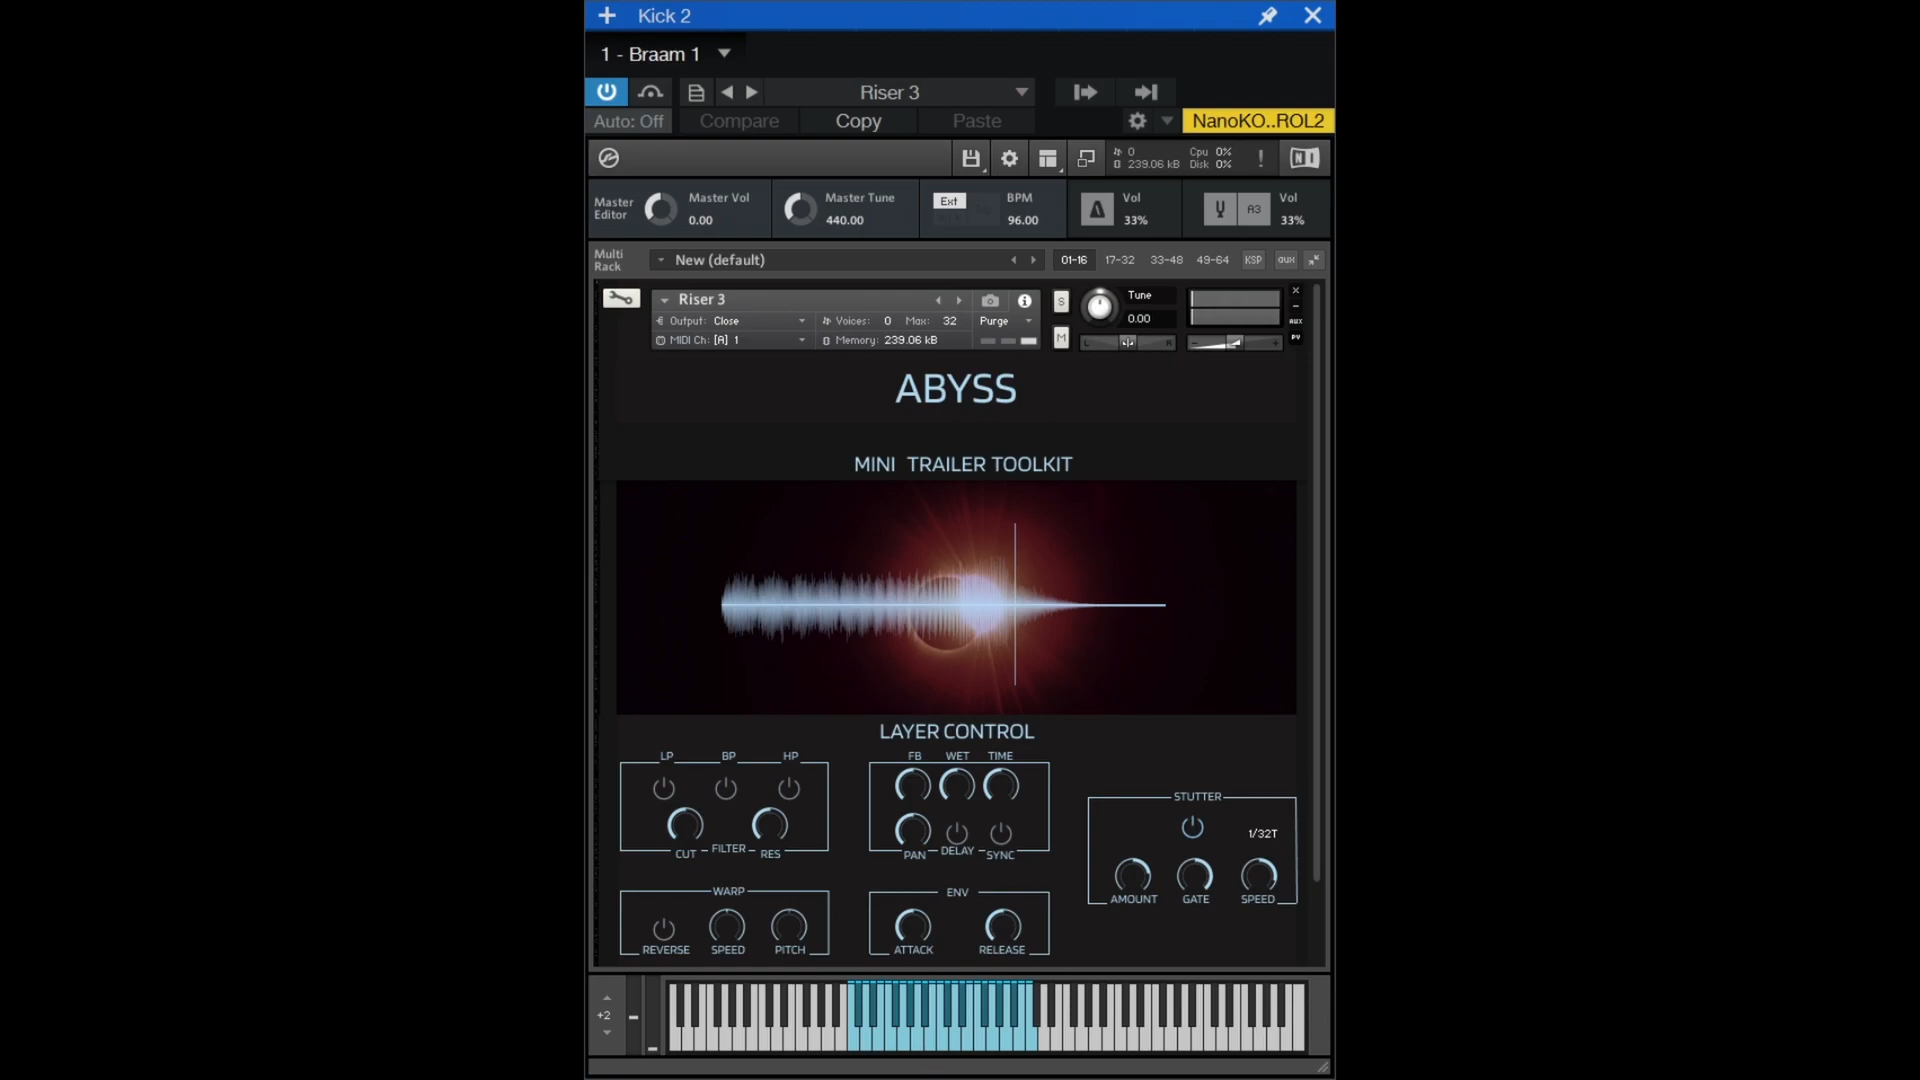 Kick 2
1 - Braam 1
Riser 3
Auto: Off Compare Copy Paste NanoKO..ROL2
0 239.06 kB Cpu 0% Disk 0% ! NI
Master Editor Master Vol 0.00 Master Tune 440.00 Ext BPM 96.00 Vol 33% A3 Vol 33%
Multi Rack New (default) 01-16 17-32 33-48 49-64 KSP aux
Riser 3 S Tune 0.00
Output: Close Voices: 0 Max: 32 Purge AUX
MIDI Ch: [A] 1 Memory: 239.06 kB M L R PV
ABYSS
MINI TRAILER TOOLKIT
LAYER CONTROL
LP BP HP FB WET TIME
STUTTER
1/32T
CUT FILTER RES PAN DELAY SYNC
AMOUNT GATE SPEED
WARP ENV
REVERSE SPEED PITCH ATTACK RELEASE
+2